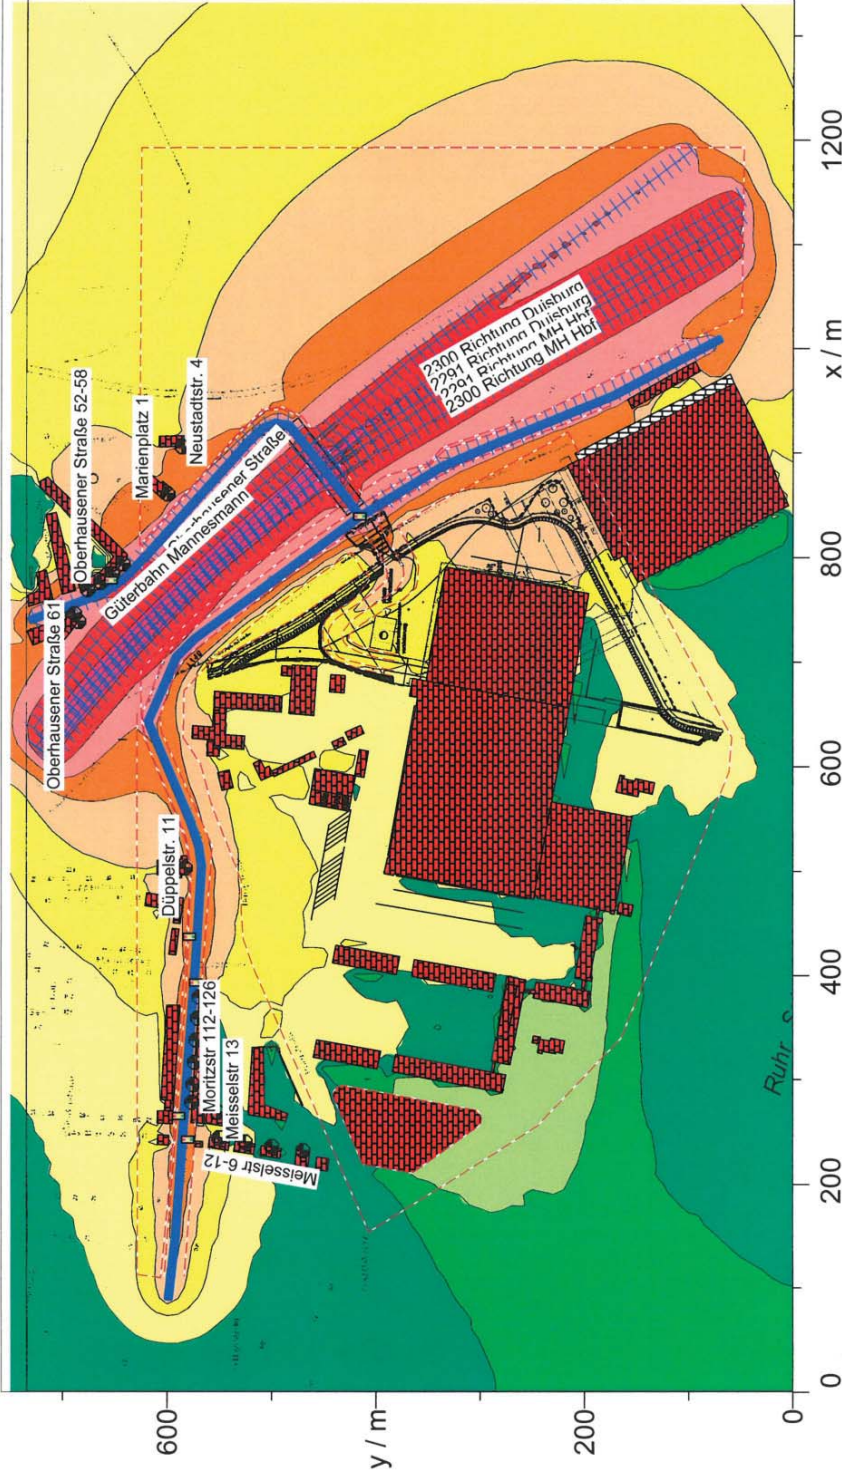 Oberhausener Straße 61
Oberhausener Straße 52-58
Marienplatz 1
Neustadtstr. 4
Oberhausener Straße
Güterbahn Mannesmann
2300 Richtung Duisburg
2291 Richtung Duisburg
2291 Richtung MH Hbf
2300 Richtung MH Hbf
Düppelstr. 11
Moritzstr 112-126
Meisselstr 13
Meisselstr 6-12
Ruhr
600
y / m
200
0
0
200
400
600
800
x / m
1200